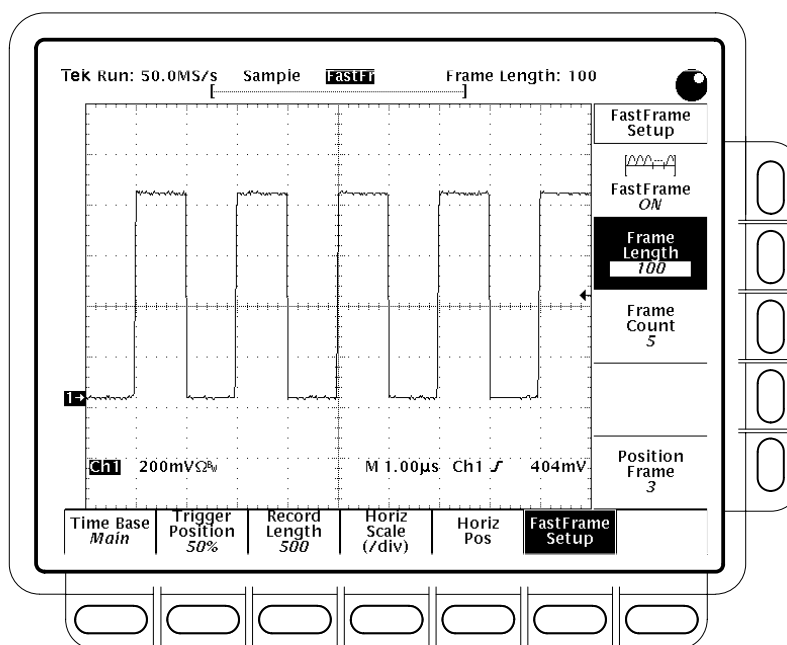 Tek Run: 50.0MS/s Sample FastFr Frame Length: 100
FastFrame
Setup
FastFrame
ON
Frame
Length
100
Frame
Count
5
Position
Frame
3
1→
Ch1 200mVΩBW M 1.00µs Ch1 404mV
Time Base
Main
Trigger
Position
50%
Record
Length
500
Horiz
Scale
(/div)
Horiz
Pos
FastFrame
Setup